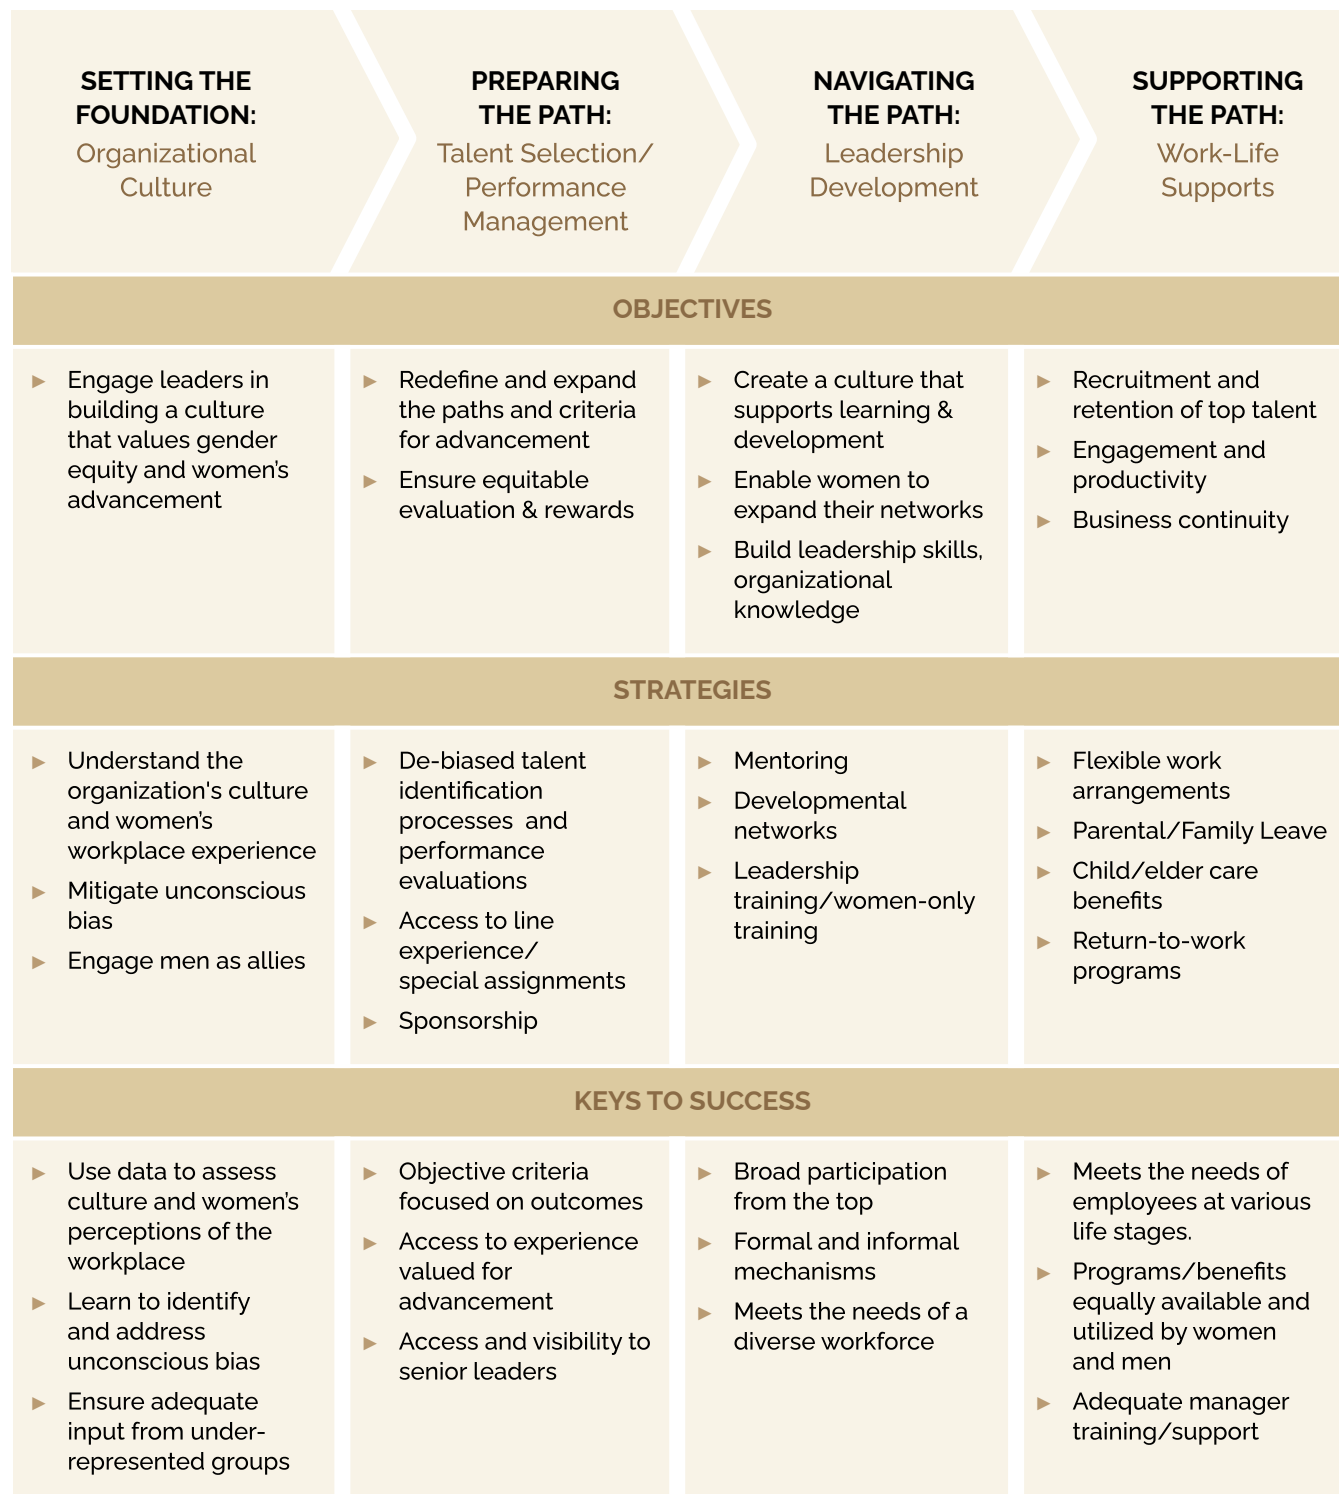 SETTING THE
FOUNDATION:
Organizational
Culture
PREPARING
THE PATH:
Talent Selection/
Performance
Management
NAVIGATING
THE PATH:
Leadership
Development
SUPPORTING
THE PATH:
Work-Life
Supports
OBJECTIVES
► Engage leaders in
building a culture
that values gender
equity and women's
advancement
► Redefine and expand
the paths and criteria
for advancement
► Ensure equitable
evaluation & rewards
► Create a culture that
supports learning &
development
► Enable women to
expand their networks
► Build leadership skills,
organizational
knowledge
► Recruitment and
retention of top talent
► Engagement and
productivity
► Business continuity
STRATEGIES
► Understand the
organization's culture
and women's
workplace experience
► Mitigate unconscious
bias
► Engage men as allies
► De-biased talent
identification
processes  and
performance
evaluations
► Access to line
experience/
special assignments
► Sponsorship
► Mentoring
► Developmental
networks
► Leadership
training/women-only
training
► Flexible work
arrangements
► Parental/Family Leave
► Child/elder care
benefits
► Return-to-work
programs
KEYS TO SUCCESS
► Use data to assess
culture and women's
perceptions of the
workplace
► Learn to identify
and address
unconscious bias
► Ensure adequate
input from under-
represented groups
► Objective criteria
focused on outcomes
► Access to experience
valued for
advancement
► Access and visibility to
senior leaders
► Broad participation
from the top
► Formal and informal
mechanisms
► Meets the needs of a
diverse workforce
► Meets the needs of
employees at various
life stages.
► Programs/benefits
equally available and
utilized by women
and men
► Adequate manager
training/support